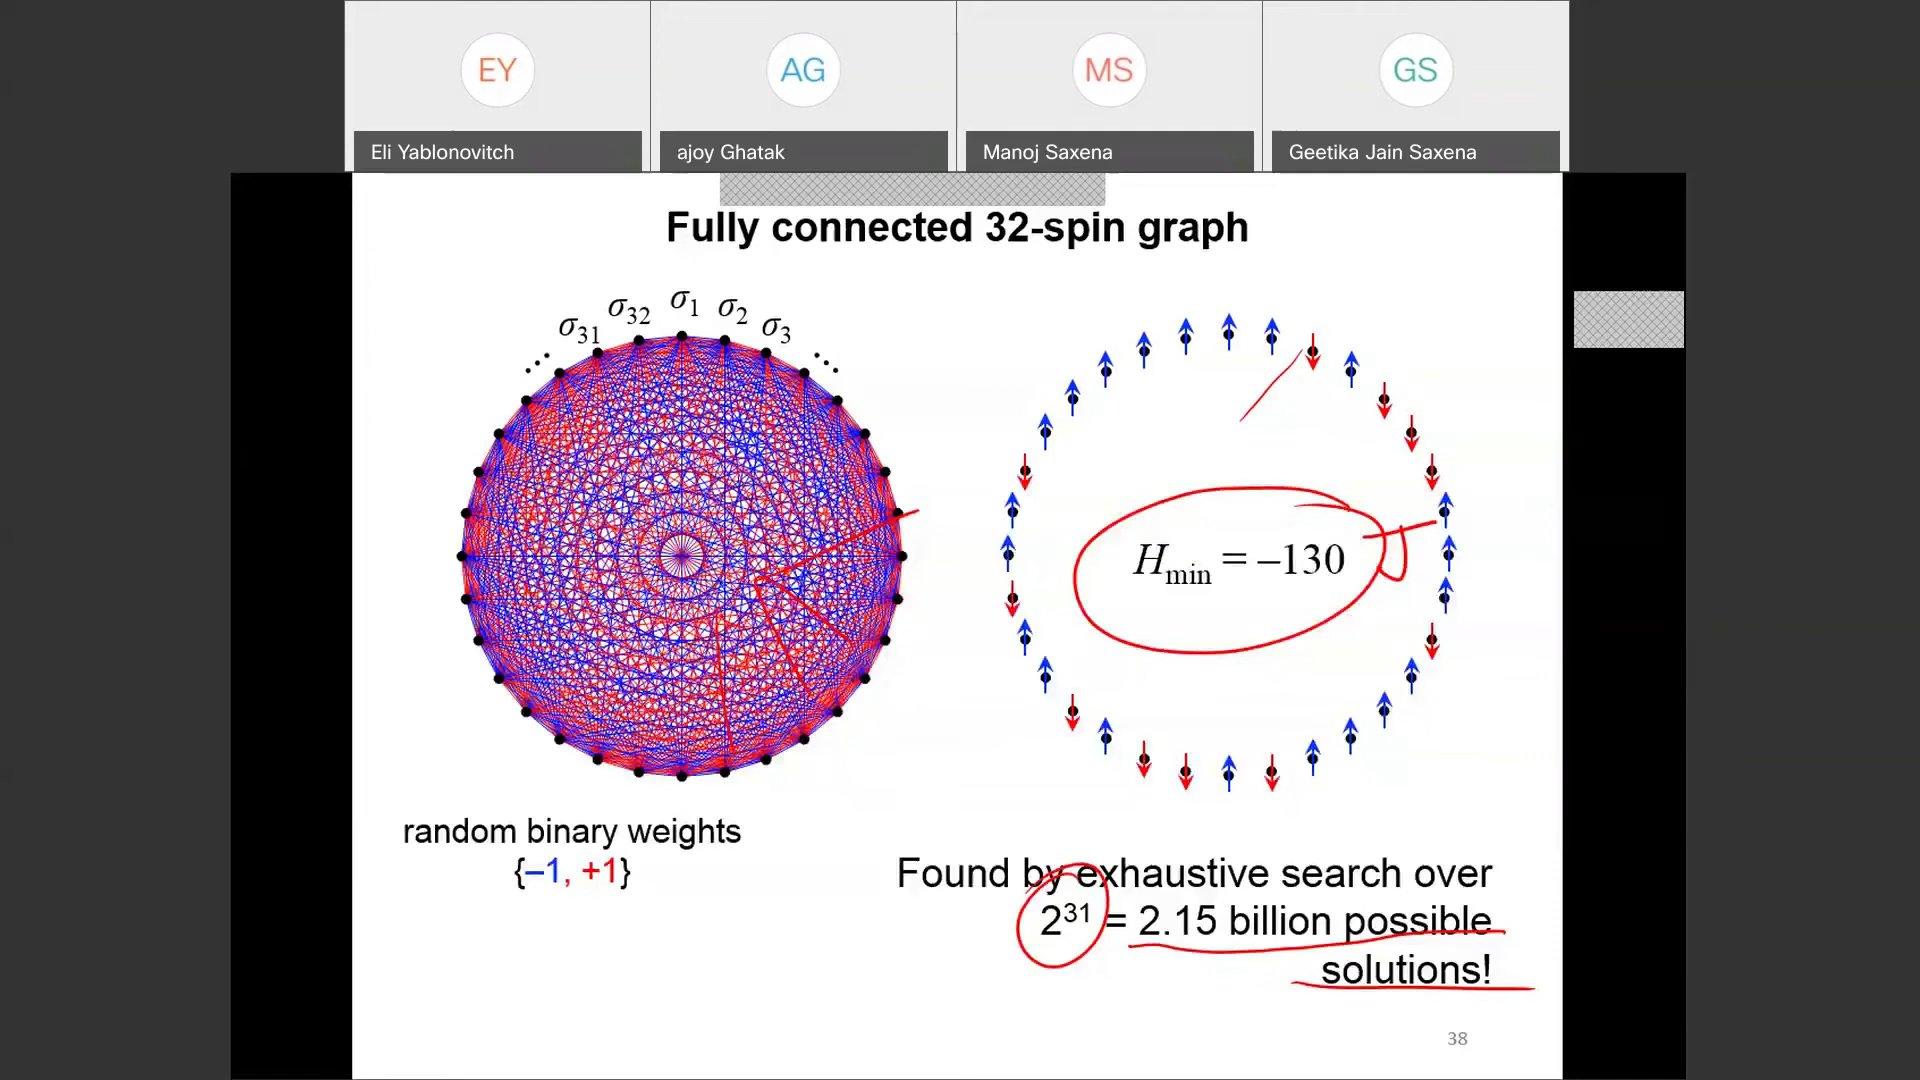 EY
AG
MS
GS
Eli Yablonovitch
ajoy Ghatak
Manoj Saxena
Geetika Jain Saxena
Fully connected 32-spin graph
σ31 σ32 σ1 σ2 σ3
Hmin = –130
random binary weights
{–1, +1}
Found by exhaustive search over
2³¹ = 2.15 billion possible
solutions!
38